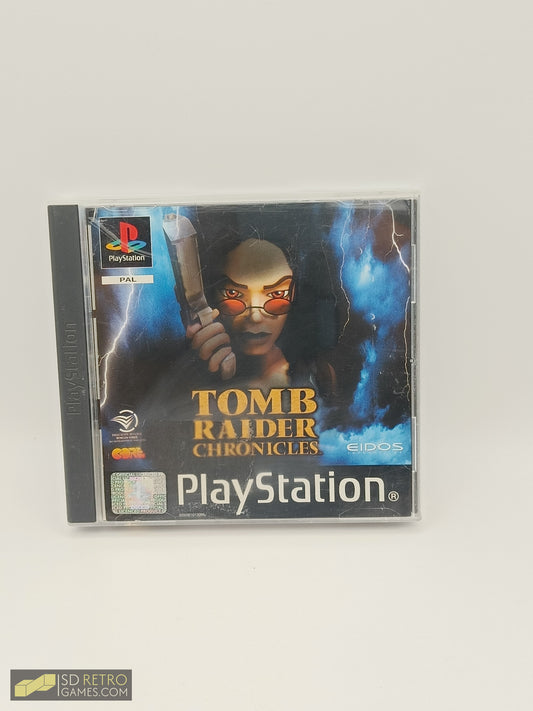 PlayStation
PAL
PlayStation
TOMB
RAIDER
CHRONICLES
EIDOS
CORE
PlayStation®
SD RETRO
GAMES.COM